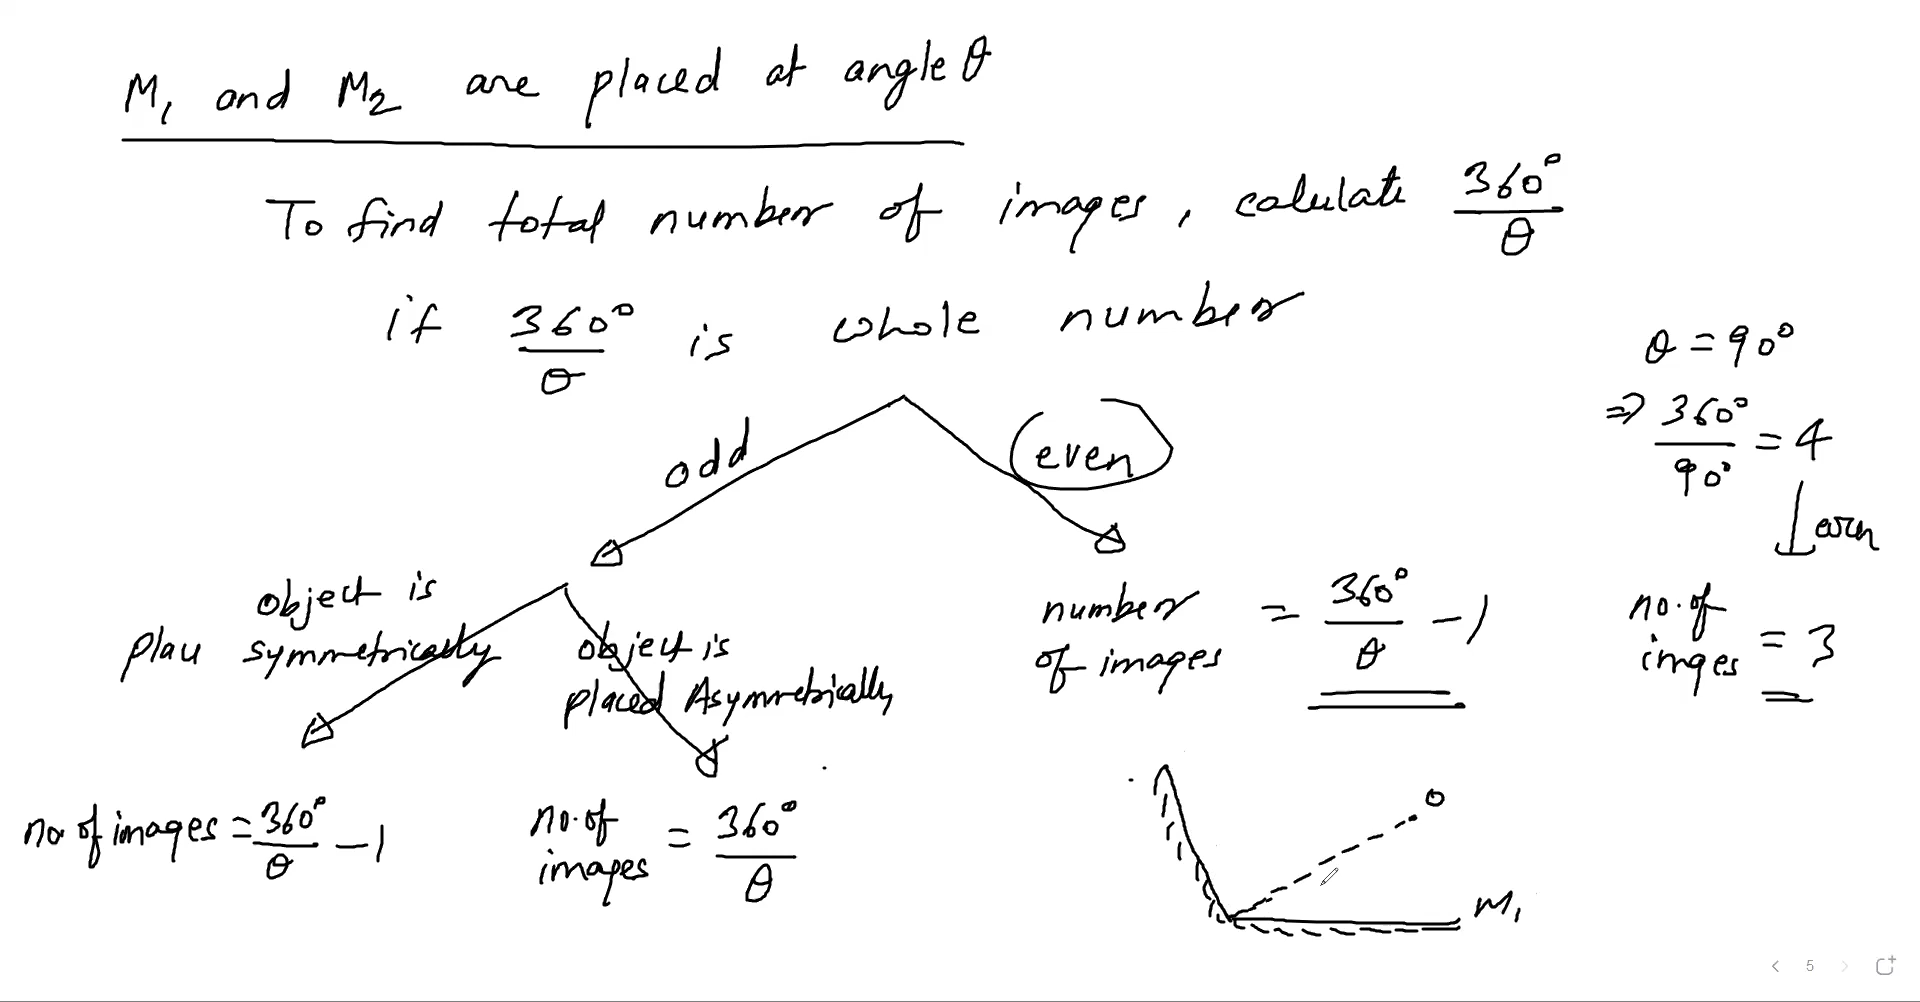 M₁ and M₂ are placed at angle θ
To find total number of images, calulate 360°/θ
if 360°/θ is whole number
θ = 90°
⇒ 360°/90° = 4
odd
even
even
object is
plau symmetrically
object is
placed Asymmetrically
number of images = 360°/θ - 1
no. of imges = 3
no. of images = 360°/θ - 1
no. of images = 360°/θ
O
M₁
5